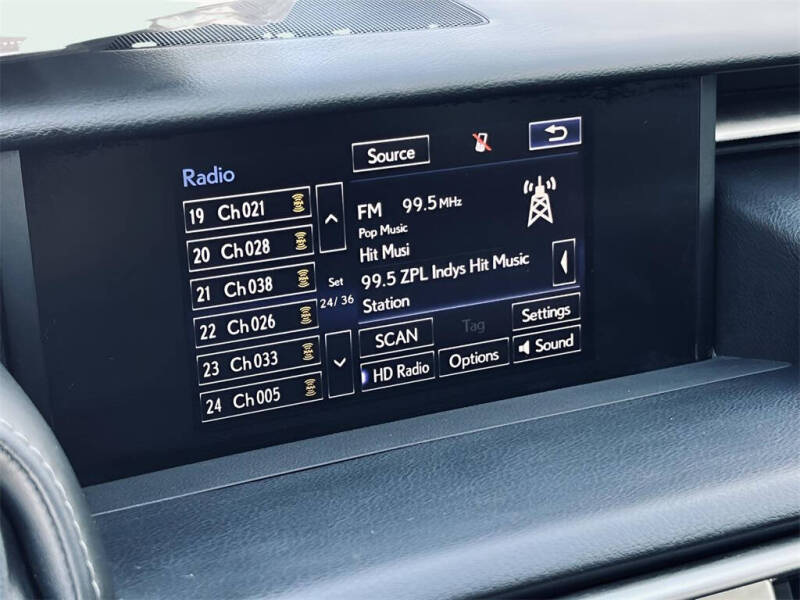 Radio
Source
19 Ch021
20 Ch028
21 Ch038
22 Ch026
23 Ch033
24 Ch005
Set
24/ 36
FM 99.5 MHz
Pop Music
Hit Musi
99.5 ZPL Indys Hit Music
Station
SCAN
Tag
Settings
HD Radio
Options
Sound